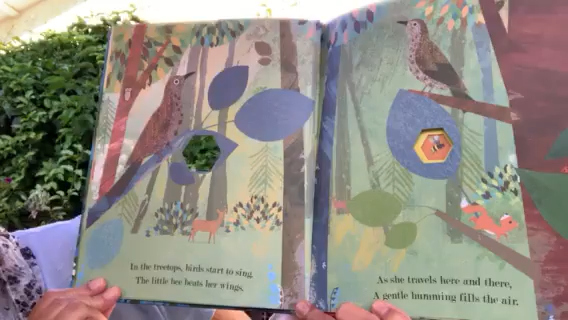 In the treetops, birds start to sing.
The little bee beats her wings.
As she travels here and there,
A gentle humming fills the air.